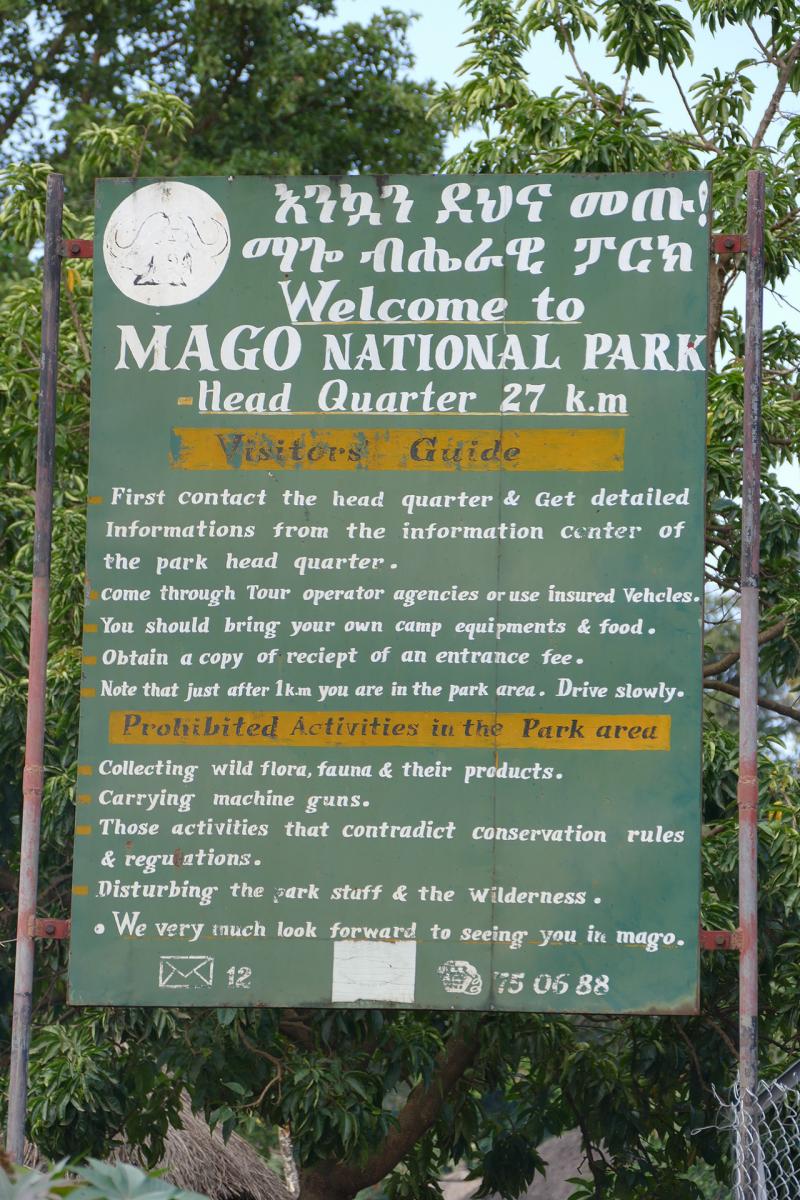 እንኳን ደህና መጡ!
ማጎ ብሔራዊ ፓርክ
Welcome to
MAGO NATIONAL PARK
Head Quarter 27 k.m
Visitors' Guide
First contact the head quarter & Get detailed
Informations from the information center of
the park head quarter.
come through Tour operator agencies or use insured Vehcles.
You should bring your own camp equipments & food.
Obtain a copy of reciept of an entrance fee.
Note that just after 1k.m you are in the park area. Drive slowly.
Prohibited Activities in the Park area
Collecting wild flora, fauna & their products.
Carrying machine guns.
Those activities that contradict conservation rules
& regulations.
Disturbing the park staff & the wilderness.
• We very much look forward to seeing you in mago.
12
75 06 88